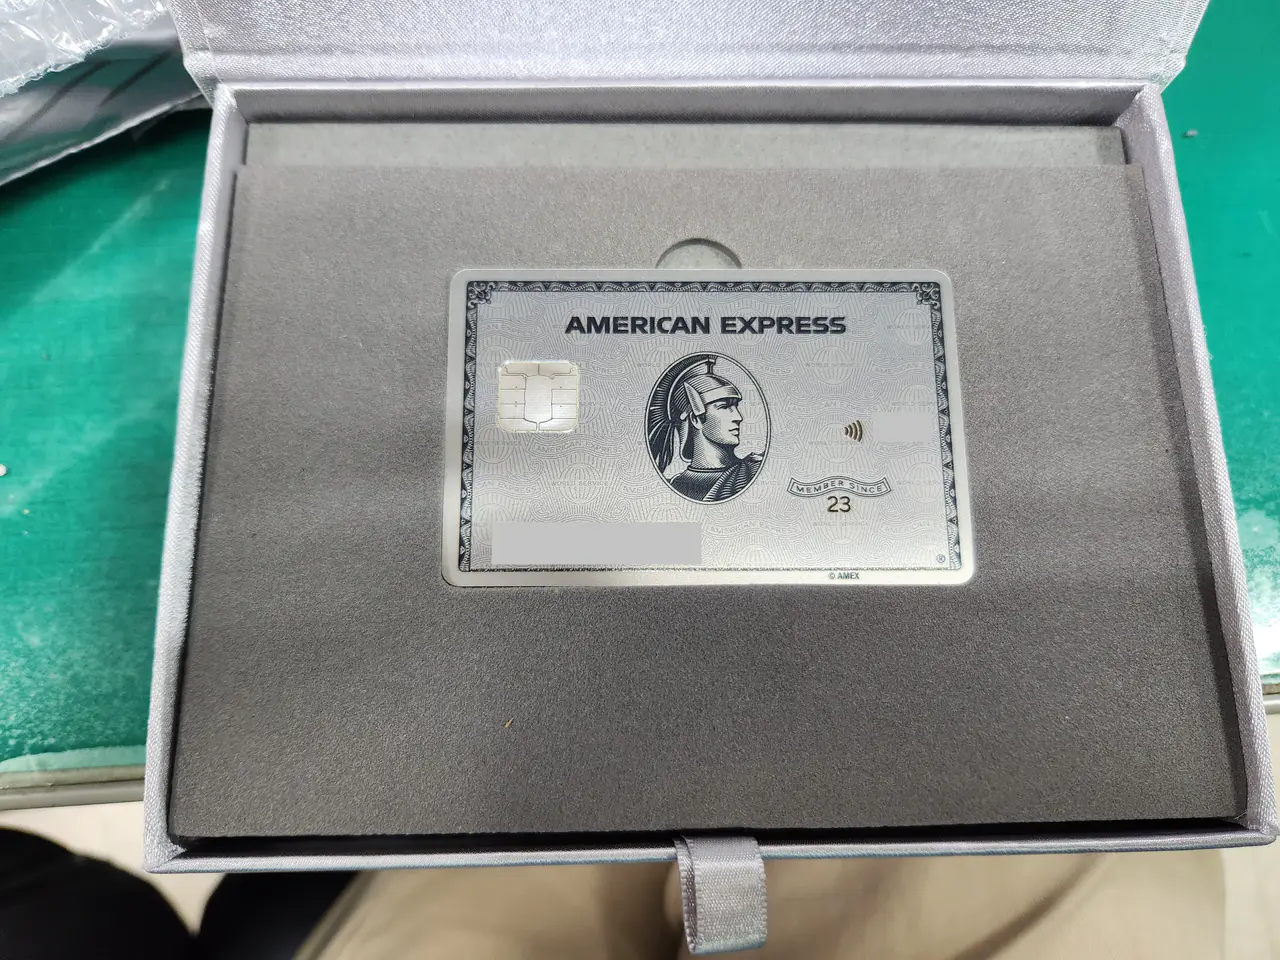 AMERICAN EXPRESS
MEMBER SINCE
23
® 
© AMEX